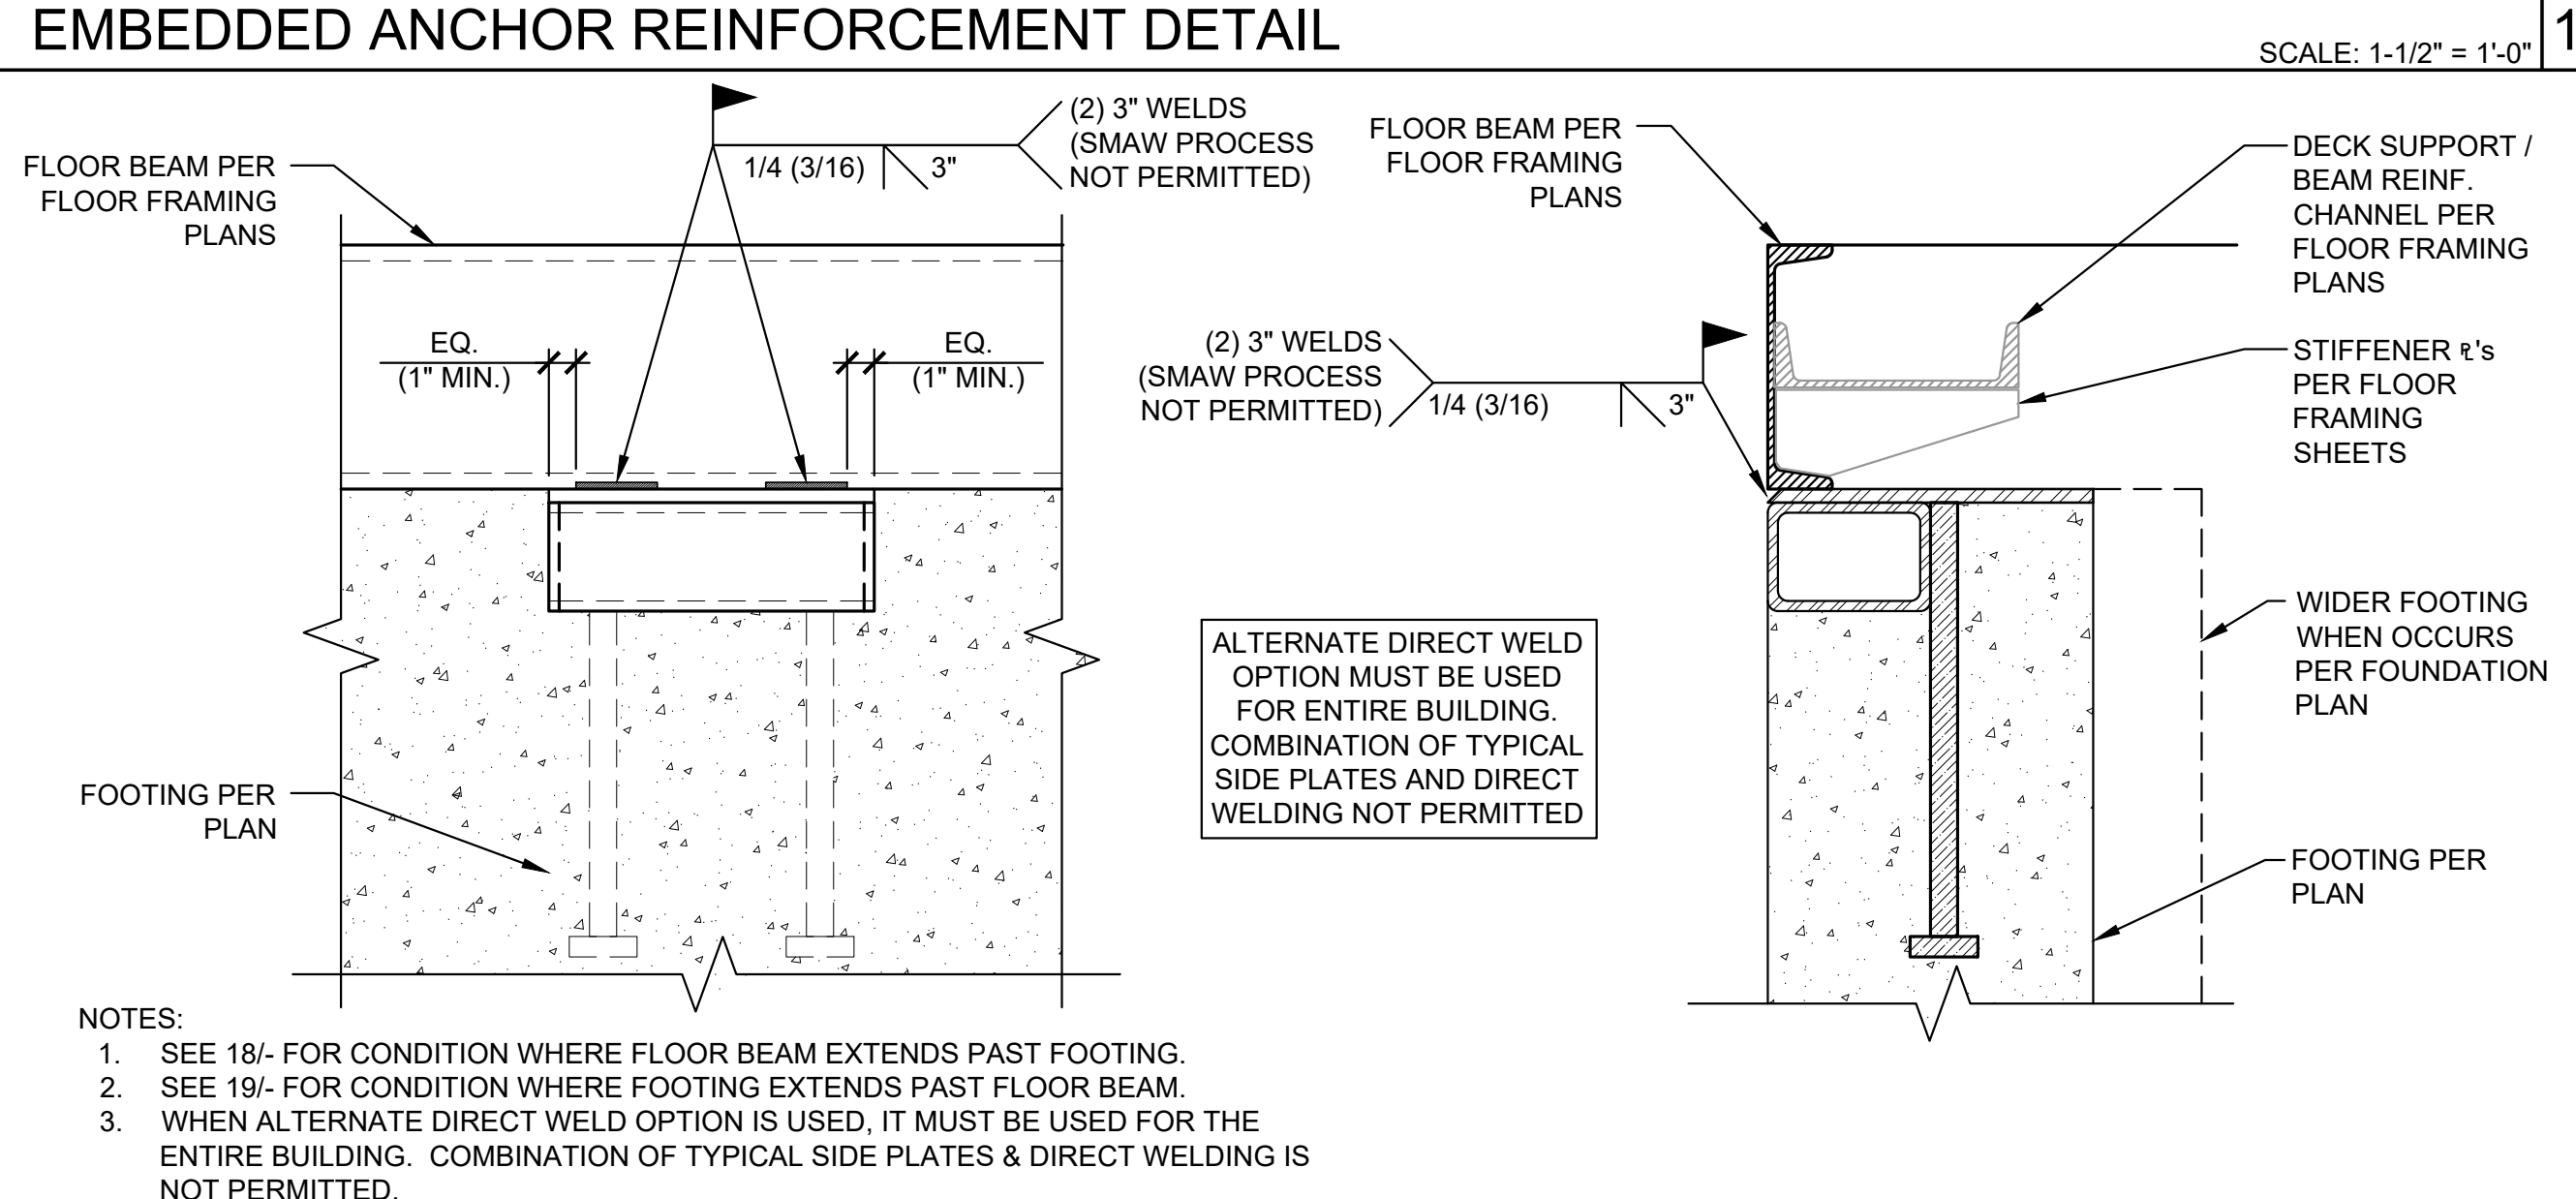 EMBEDDED ANCHOR REINFORCEMENT DETAIL
SCALE: 1-1/2" = 1'-0"
1
FLOOR BEAM PER
FLOOR FRAMING
PLANS
1/4 (3/16)
3"
(2) 3" WELDS
(SMAW PROCESS
NOT PERMITTED)
EQ.
(1" MIN.)
EQ.
(1" MIN.)
FOOTING PER
PLAN
FLOOR BEAM PER
FLOOR FRAMING
PLANS
(2) 3" WELDS
(SMAW PROCESS
NOT PERMITTED)
1/4 (3/16)
3"
DECK SUPPORT /
BEAM REINF.
CHANNEL PER
FLOOR FRAMING
PLANS
STIFFENER ⅊'s
PER FLOOR
FRAMING
SHEETS
ALTERNATE DIRECT WELD
OPTION MUST BE USED
FOR ENTIRE BUILDING.
COMBINATION OF TYPICAL
SIDE PLATES AND DIRECT
WELDING NOT PERMITTED
WIDER FOOTING
WHEN OCCURS
PER FOUNDATION
PLAN
FOOTING PER
PLAN
NOTES:
1. SEE 18/- FOR CONDITION WHERE FLOOR BEAM EXTENDS PAST FOOTING.
2. SEE 19/- FOR CONDITION WHERE FOOTING EXTENDS PAST FLOOR BEAM.
3. WHEN ALTERNATE DIRECT WELD OPTION IS USED, IT MUST BE USED FOR THE
ENTIRE BUILDING. COMBINATION OF TYPICAL SIDE PLATES & DIRECT WELDING IS
NOT PERMITTED.